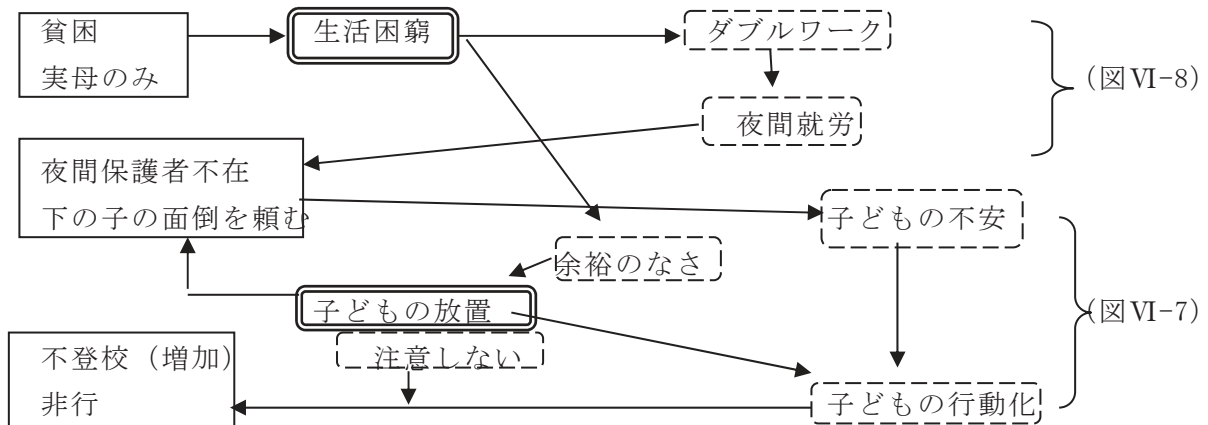 貧困
実母のみ
生活困窮
ダブルワーク
夜間就労
(図Ⅵ-8)
夜間保護者不在
下の子の面倒を頼む
子どもの不安
余裕のなさ
子どもの放置
(図Ⅵ-7)
不登校（増加）
非行
注意しない
子どもの行動化